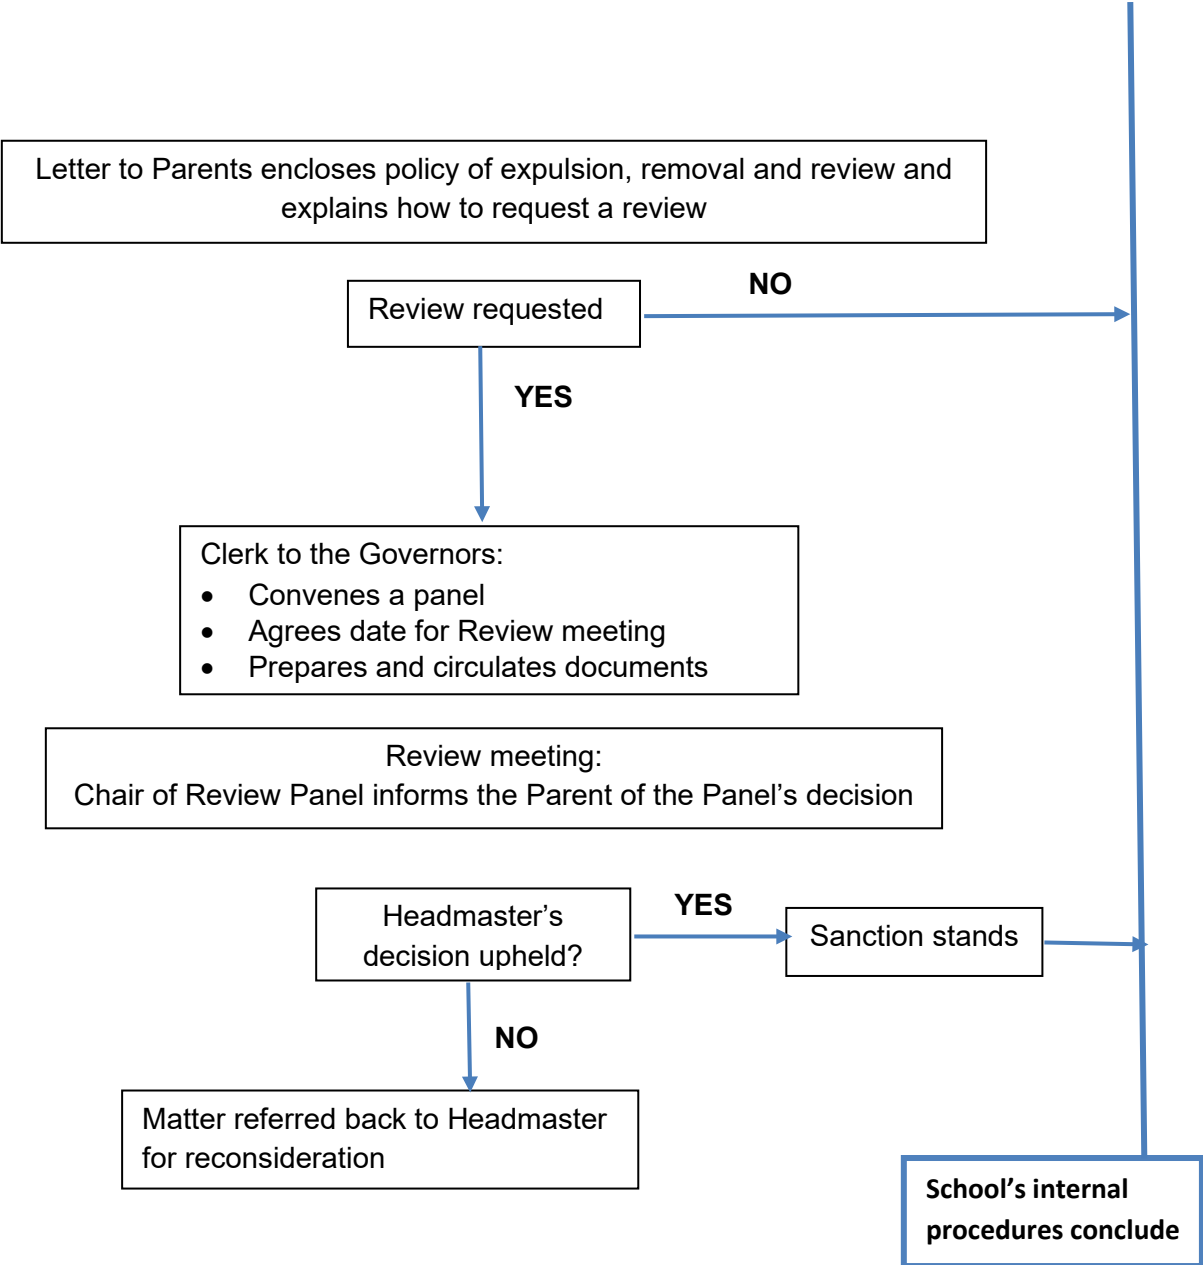 Letter to Parents encloses policy of expulsion, removal and review and
explains how to request a review
NO
Review requested
YES
Clerk to the Governors:
• Convenes a panel
• Agrees date for Review meeting
• Prepares and circulates documents
Review meeting:
Chair of Review Panel informs the Parent of the Panel’s decision
Headmaster’s
decision upheld?
YES
Sanction stands
NO
Matter referred back to Headmaster
for reconsideration
School’s internal
procedures conclude